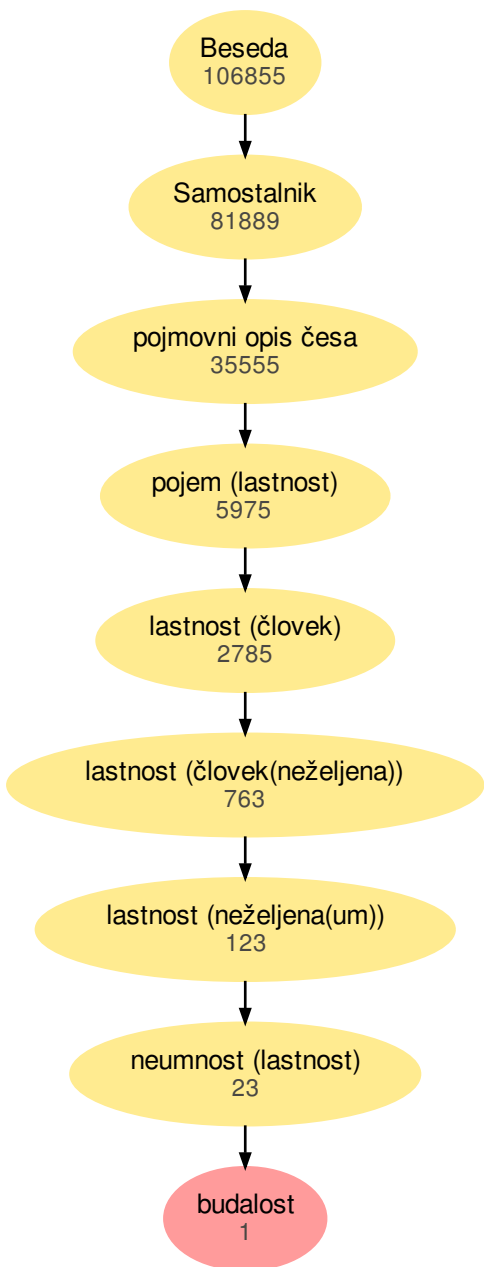 Beseda
106855
Samostalnik
81889
pojmovni opis česa
35555
pojem (lastnost)
5975
lastnost (človek)
2785
lastnost (človek(neželjena))
763
lastnost (neželjena(um))
123
neumnost (lastnost)
23
budalost
1